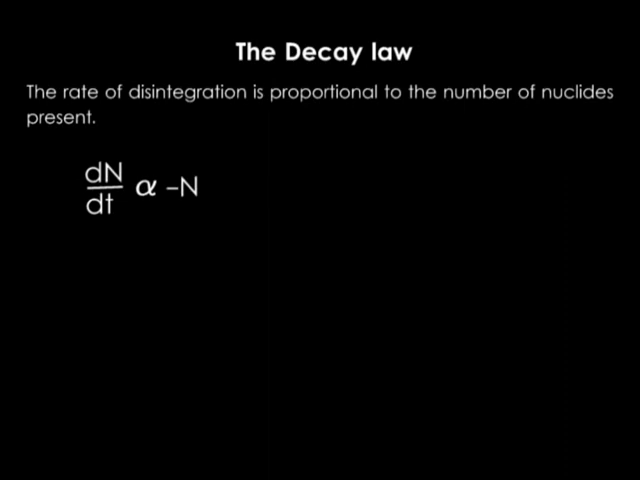 The Decay law
The rate of disintegration is proportional to the number of nuclides
present.
dN
dt α -N